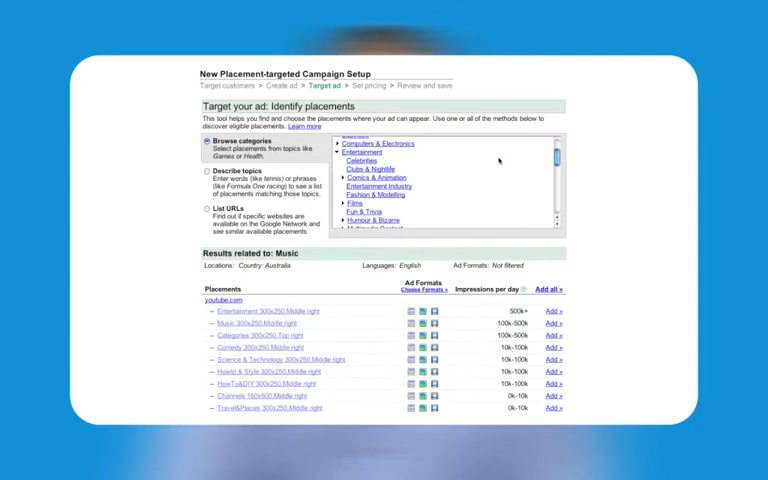 New Placement-targeted Campaign Setup
Target customers > Create ad > Target ad > Set pricing > Review and save
Target your ad: Identify placements
This tool helps you find and choose the placements where your ad can appear. Use one or all of the methods below to
discover eligible placements. Learn more
Browse categories
Select placements from topics like
Games or Health.
Describe topics
Enter words (like tennis) or phrases
(like Formula One racing) to see a list
of placements matching those topics.
List URLs
Find out if specific websites are
available on the Google Network and
see similar available placements.
Computers & Electronics
Entertainment
Celebrities
Clubs & Nightlife
Comics & Animation
Entertainment Industry
Fashion & Modelling
Films
Fun & Trivia
Humour & Bizarre
Results related to: Music
Locations: Country: Australia Languages: English Ad Formats: Not filtered
Placements Ad Formats Choose Formats » Impressions per day Add all »
youtube.com
– Entertainment 300x250,Middle right 500k+ Add »
– Music 300x250,Middle right 100k-500k Add »
– Categories 300x250,Top right 100k-500k Add »
– Comedy 300x250,Middle right 10k-100k Add »
– Science & Technology 300x250,Middle right 10k-100k Add »
– Howto & Style 300x250,Middle right 10k-100k Add »
– HowTo&DIY 300x250,Middle right 10k-100k Add »
– Channels 160x600,Middle right 0k-10k Add »
– Travel&Places 300x250,Middle right 0k-10k Add »